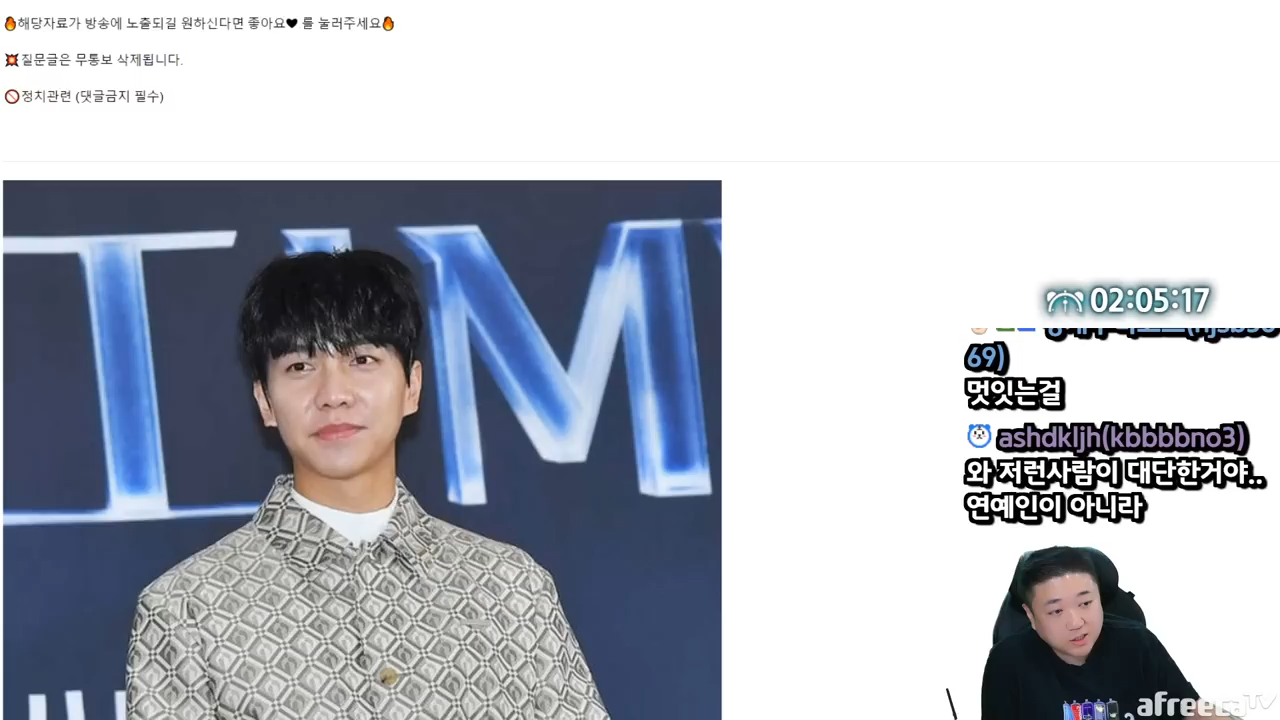 🔥해당자료가 방송에 노출되길 원하신다면 좋아요🖤 를 눌러주세요🔥
💥질문글은 무통보 삭제됩니다.
🚫정치관련 (댓글금지 필수)
TIM
02:05:17
69)
멋잇는걸
ashdkljh(kbbbbno3)
와 저런사람이 대단한거야..
연예인이 아니라
afreecaTV